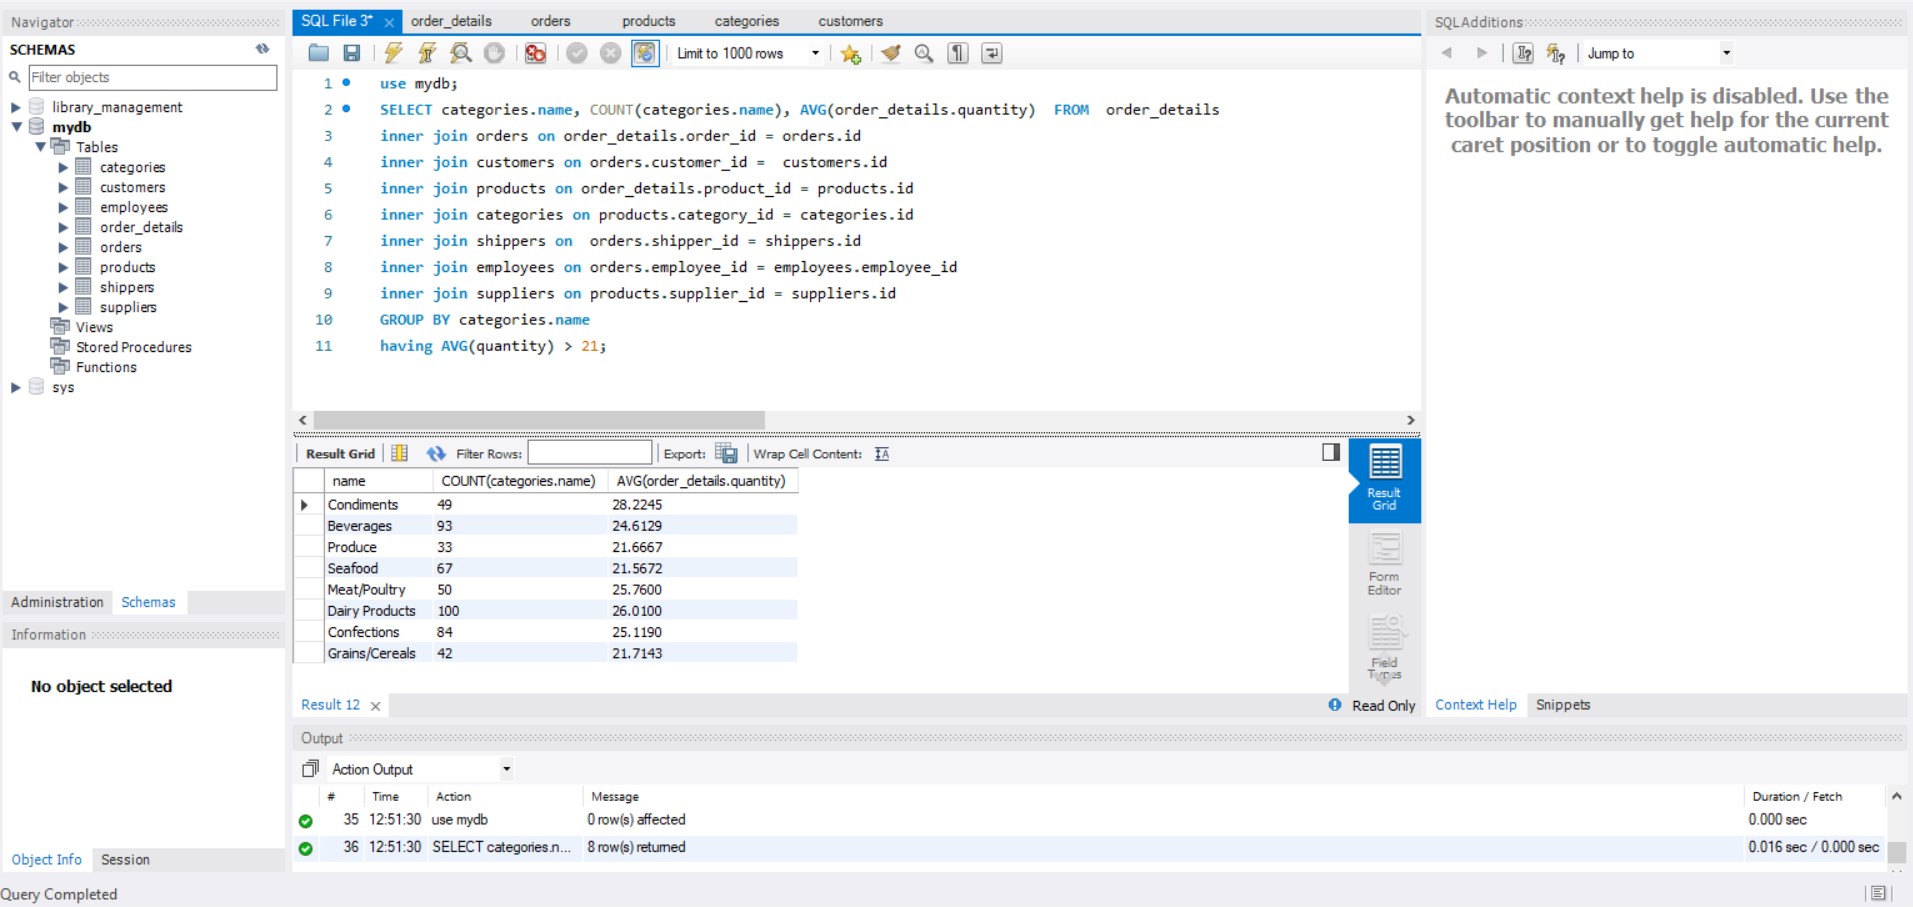 Navigator
SCHEMAS
Filter objects
library_management
mydb
Tables
categories
customers
employees
order_details
orders
products
shippers
suppliers
Views
Stored Procedures
Functions
sys
Administration Schemas
Information
No object selected
Object Info Session
Query Completed
SQL File 3* order_details orders products categories customers
Limit to 1000 rows
1 use mydb;
2 SELECT categories.name, COUNT(categories.name), AVG(order_details.quantity)  FROM  order_details
3 inner join orders on order_details.order_id = orders.id
4 inner join customers on orders.customer_id =  customers.id
5 inner join products on order_details.product_id = products.id
6 inner join categories on products.category_id = categories.id
7 inner join shippers on  orders.shipper_id = shippers.id
8 inner join employees on orders.employee_id = employees.employee_id
9 inner join suppliers on products.supplier_id = suppliers.id
10 GROUP BY categories.name
11 having AVG(quantity) > 21;
Result Grid Filter Rows: Export: Wrap Cell Content:
name COUNT(categories.name) AVG(order_details.quantity)
Condiments 49 28.2245
Beverages 93 24.6129
Produce 33 21.6667
Seafood 67 21.5672
Meat/Poultry 50 25.7600
Dairy Products 100 26.0100
Confections 84 25.1190
Grains/Cereals 42 21.7143
Result
Grid
Form
Editor
Field
Types
Result 12 Read Only
Output
Action Output
# Time Action Message Duration / Fetch
35 12:51:30 use mydb 0 row(s) affected 0.000 sec
36 12:51:30 SELECT categories.n... 8 row(s) returned 0.016 sec / 0.000 sec
SQLAdditions
Jump to
Automatic context help is disabled. Use the
toolbar to manually get help for the current
caret position or to toggle automatic help.
Context Help Snippets